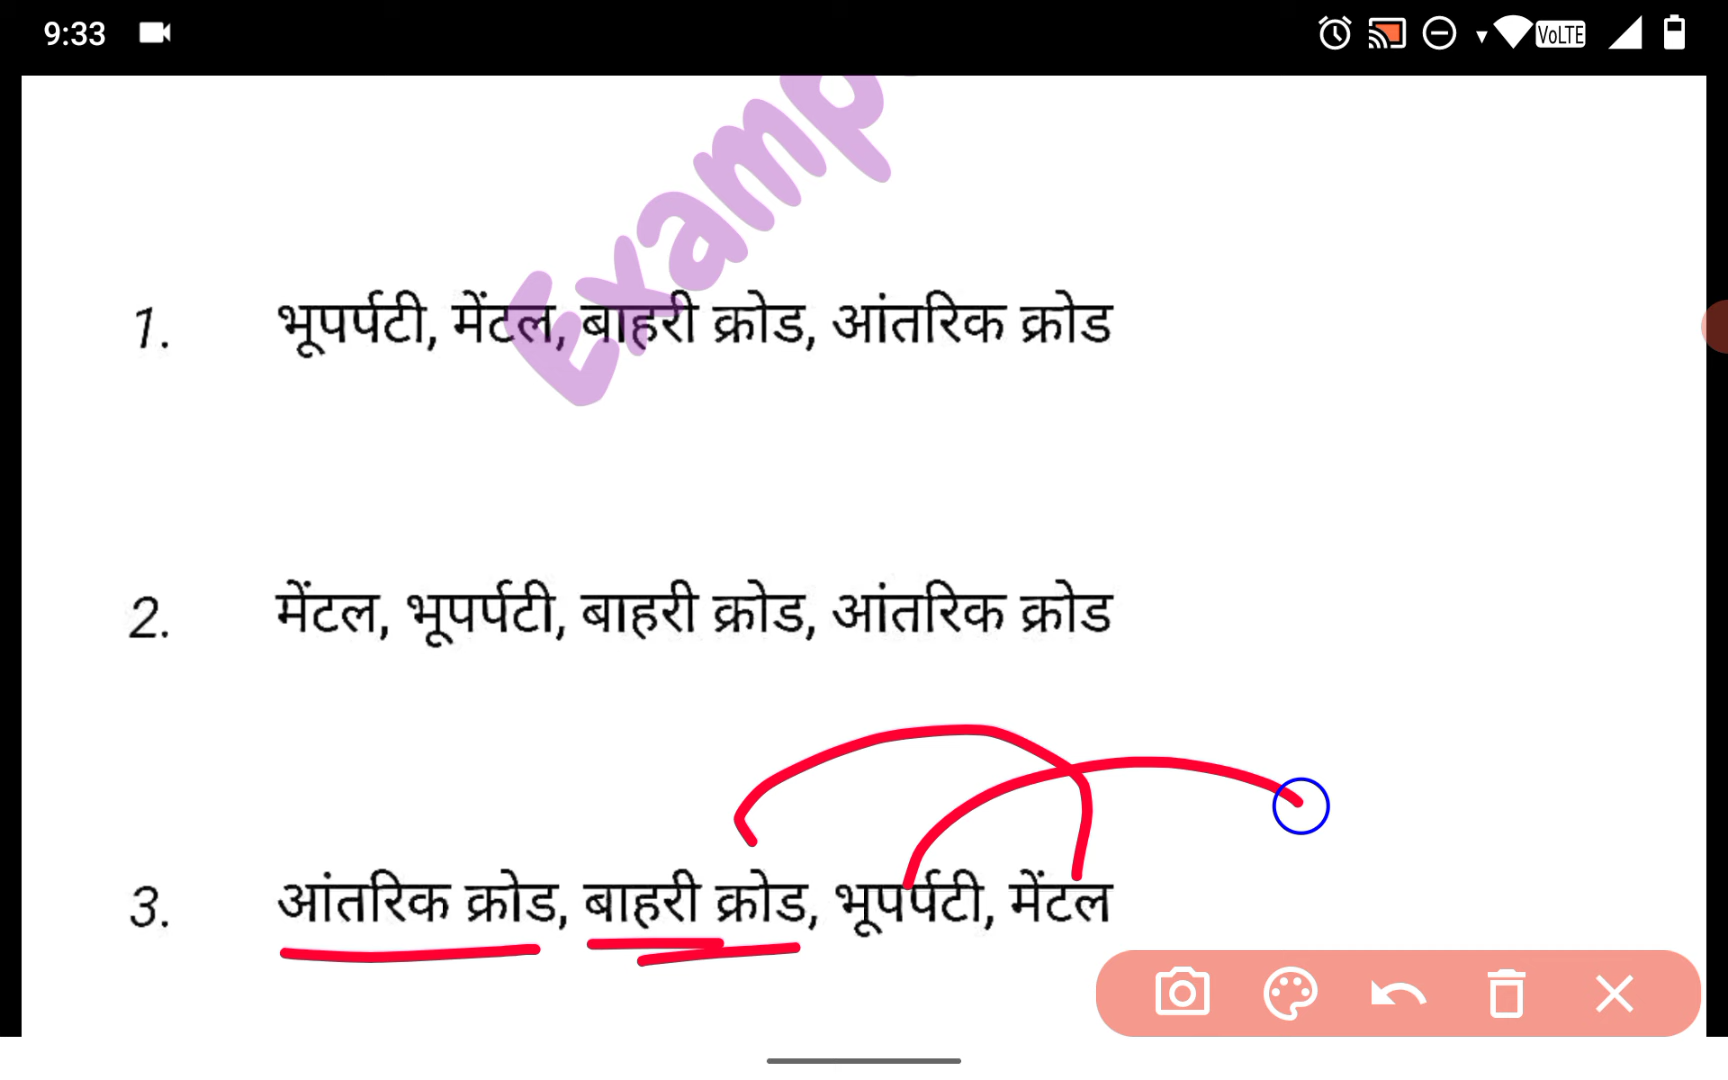 9:33
VoLTE
Examp
1. भूपर्पटी, मेंटल, बाहरी क्रोड, आंतरिक क्रोड
2. मेंटल, भूपर्पटी, बाहरी क्रोड, आंतरिक क्रोड
3. आंतरिक क्रोड, बाहरी क्रोड, भूपर्पटी, मेंटल